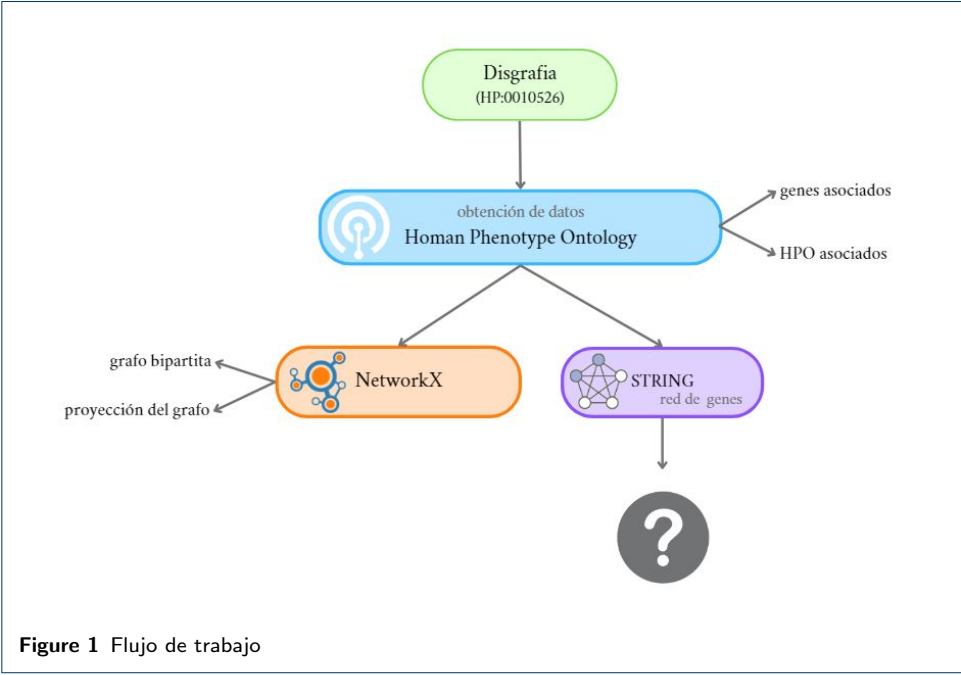 Disgrafia
(HP:0010526)
obtención de datos
Homan Phenotype Ontology
genes asociados
HPO asociados
grafo bipartita
proyección del grafo
NetworkX
STRING
red de genes
?
Figure 1 Flujo de trabajo